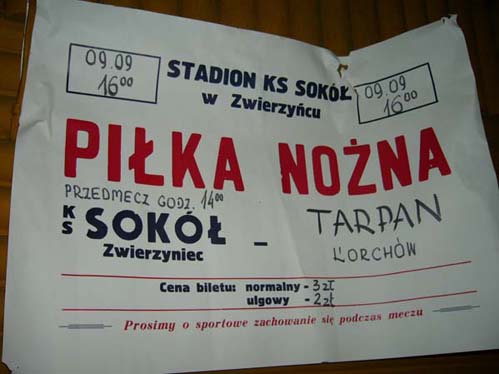 09.09
16⁰⁰
STADION KS SOKÓŁ
w Zwierzyńcu
09.09
16⁰⁰
PIŁKA NOŻNA
PRZEDMECZ GODZ. 14⁰⁰
KS SOKÓŁ - TARPAN
Zwierzyniec KORCHÓW
Cena biletu: normalny - 3 zł
ulgowy - 2 zł
Prosimy o sportowe zachowanie się podczas meczu